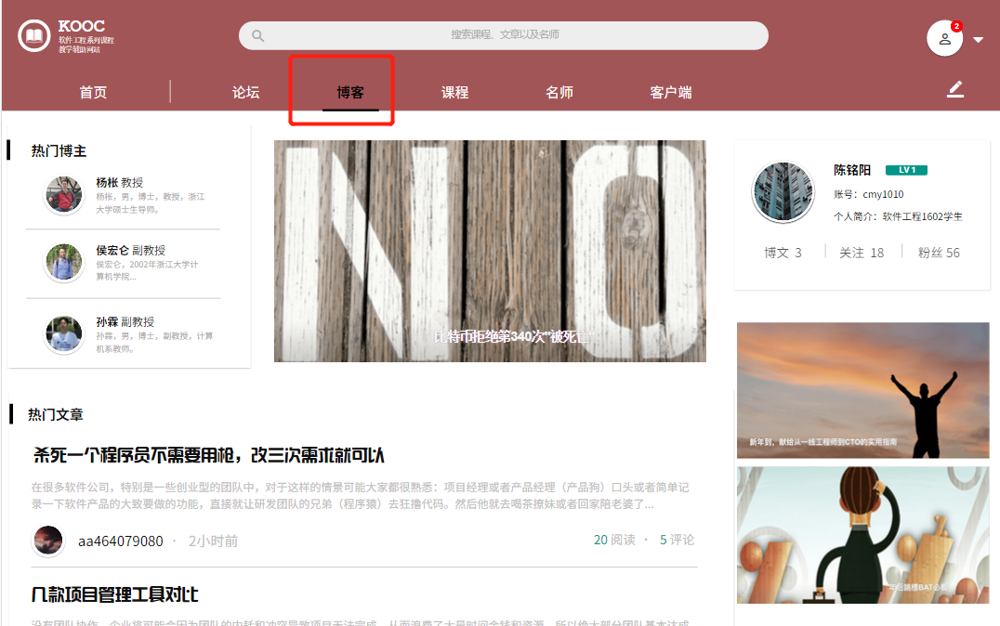 KOOC
软件工程系列课程
教学辅助网站
搜索课程、文章以及名师
2
首页
论坛
博客
课程
名师
客户端
热门博主
杨枨 教授
杨枨，男，博士，教授，浙江
大学硕士生导师。
侯宏仑 副教授
侯宏仑，2002年浙江大学计
算机学院...
孙霖 副教授
孙霖，男，博士，副教授，计算
机系教师。
NO
比特币拒绝第340次"被死亡"
陈铭阳 LV 1
账号：cmy1010
个人简介：软件工程1602学生
博文 3
关注 18
粉丝 56
新年到，献给从一线工程师到CTO的实用指南
年后跳槽BAT必看
热门文章
杀死一个程序员不需要用枪，改三次需求就可以
在很多软件公司，特别是一些创业型的团队中，对于这样的情景可能大家都很熟悉：项目经理或者产品经理（产品狗）口头或者简单记
录一下软件产品的大致要做的功能，直接就让研发团队的兄弟（程序猿）去狂撸代码。然后他就去喝茶撩妹或者回家陪老婆了...
aa464079080 · 2小时前
20 阅读 · 5 评论
几款项目管理工具对比
没有团队协作，企业将可能会因为团队的内耗和冲突导致项目无法完成，从而浪费了大量时间金钱和资源。所以绝大部分团队基本达成